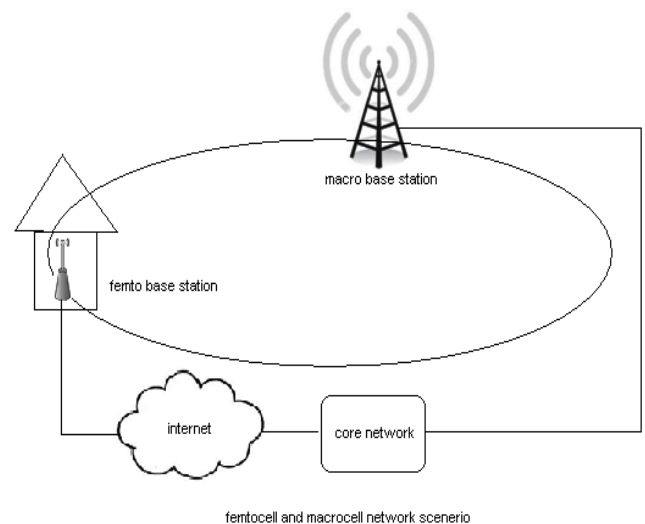 macro base station
femto base station
internet
core network
femtocell and macrocell network scenerio